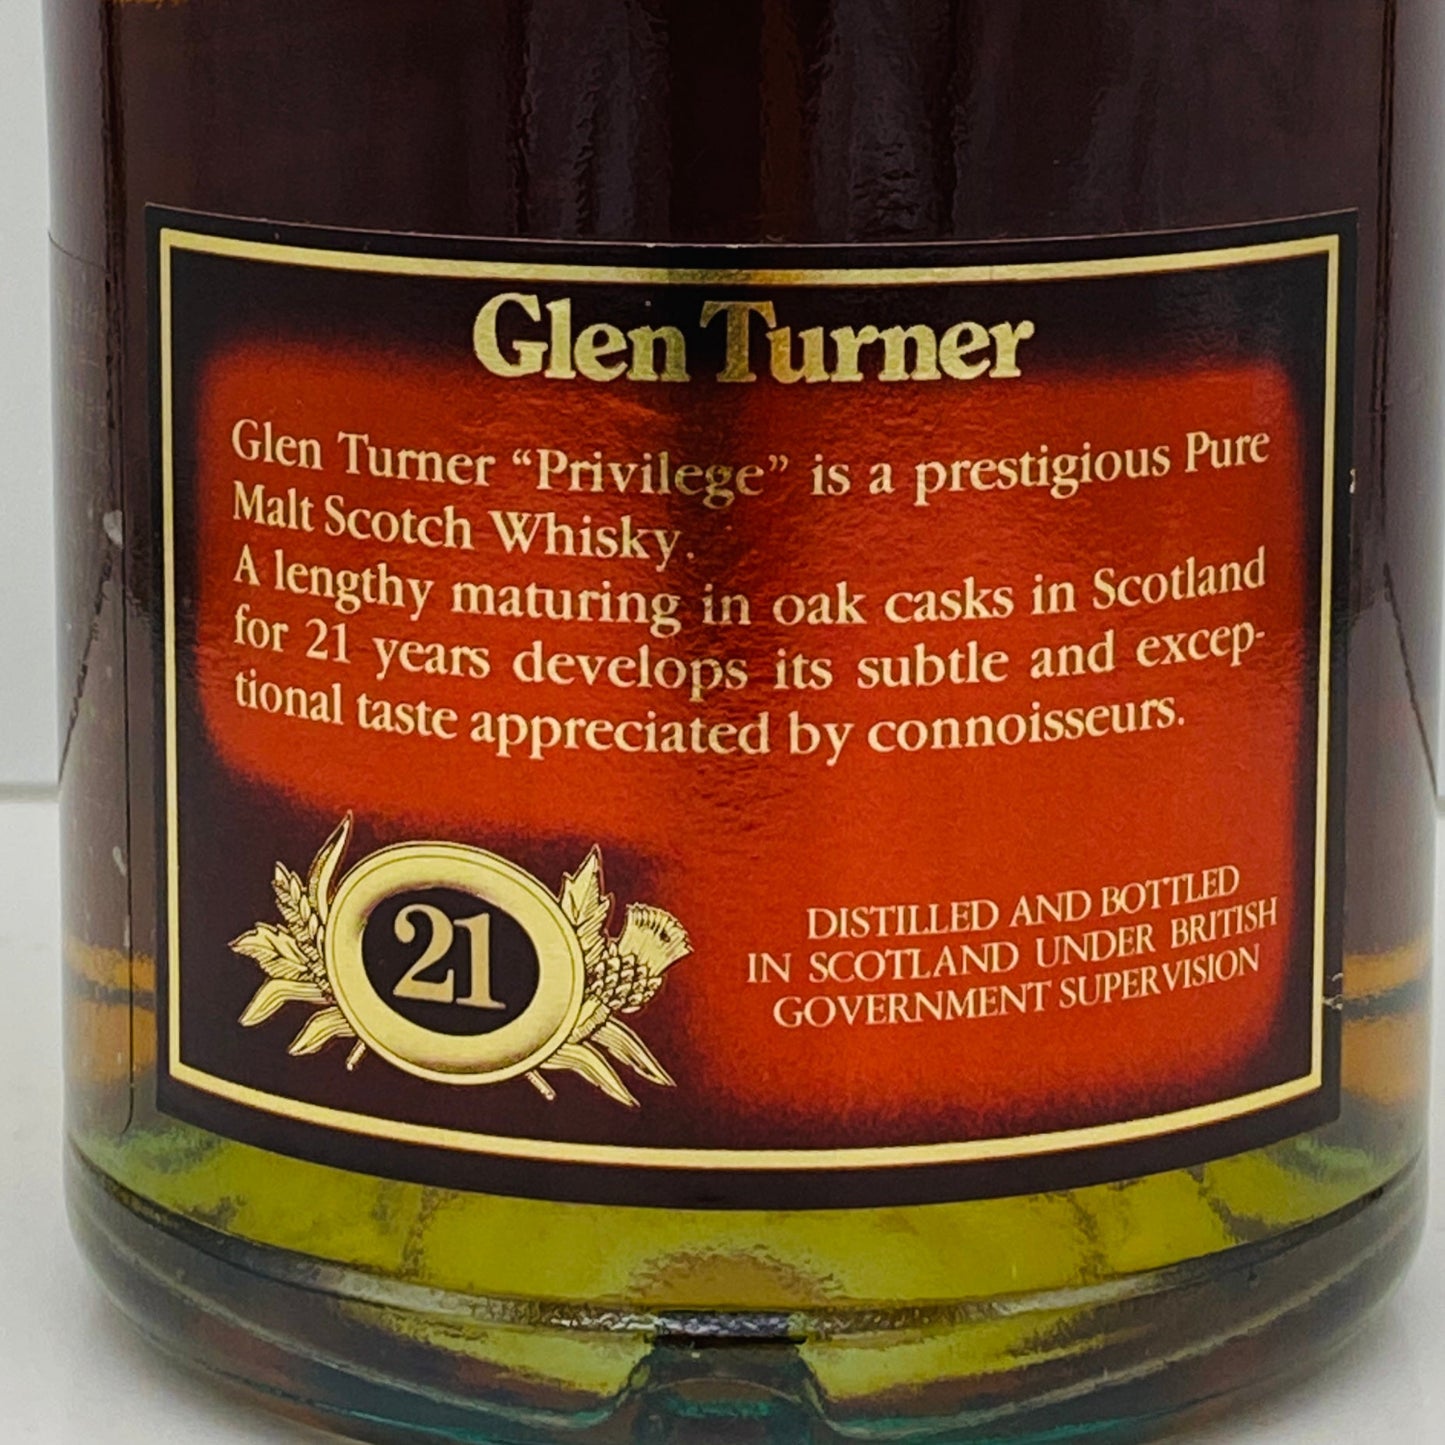 Glen Turner
Glen Turner “Privilege” is a prestigious Pure
Malt Scotch Whisky.
A lengthy maturing in oak casks in Scotland
for 21 years develops its subtle and excep-
tional taste appreciated by connoisseurs.
21
DISTILLED AND BOTTLED
IN SCOTLAND UNDER BRITISH
GOVERNMENT SUPERVISION